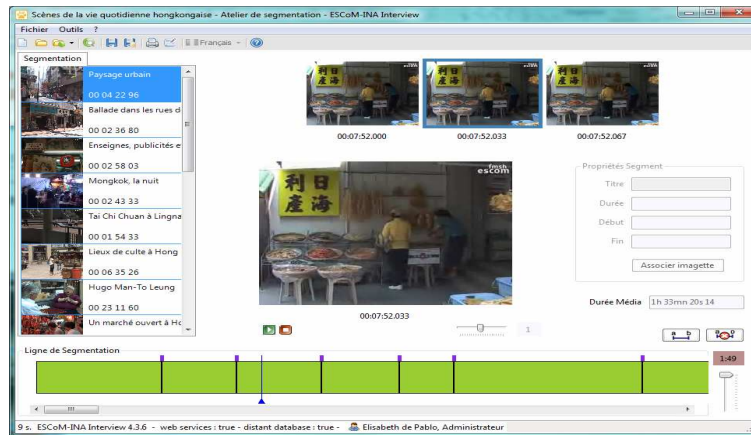 Scènes de la vie quotidienne hongkongaise - Atelier de segmentation - ESCoM-INA Interview
Fichier Outils ?
Français
Segmentation
Paysage urbain
00 04 22 96
Ballade dans les rues d
00 02 36 80
Enseignes, publicités e
00 02 58 03
Mongkok, la nuit
00 02 43 33
Tai Chi Chuan à Lingna
00 01 54 33
Lieux de culte à Hong
00 06 35 26
Hugo Man-To Leung
00 23 11 60
Un marché ouvert à Ho
00:07:52.000
00:07:52.033
00:07:52.067
利日
產海
fmsh
escom
00:07:52.033
1
Propriétés Segment
Titre
Durée
Début
Fin
Associer imagette
Durée Média 1h 33mn 20s 14
a b
Ligne de Segmentation
1:49
9 s. ESCoM-INA Interview 4.3.6 - web services : true - distant database : true - Elisabeth de Pablo, Administrateur